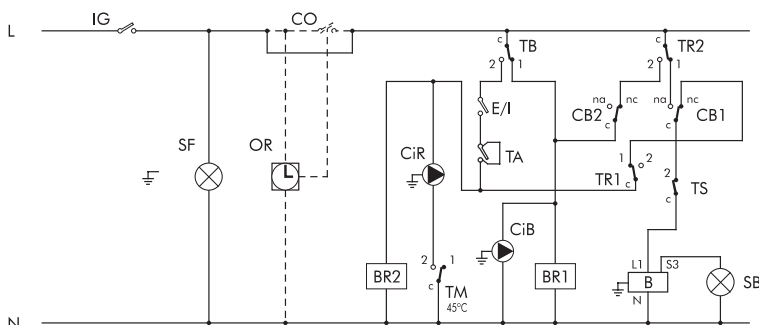 IG CO
L
c TB c TR2
2 1 2 1
na nc na nc
E/I
CB2 CB1
c c
SF OR CiR TA
1 2
TR1 2
c TS
c
CiB
2 1 L1 S3
BR2 BR1 B SB
c TM N
45°C
N